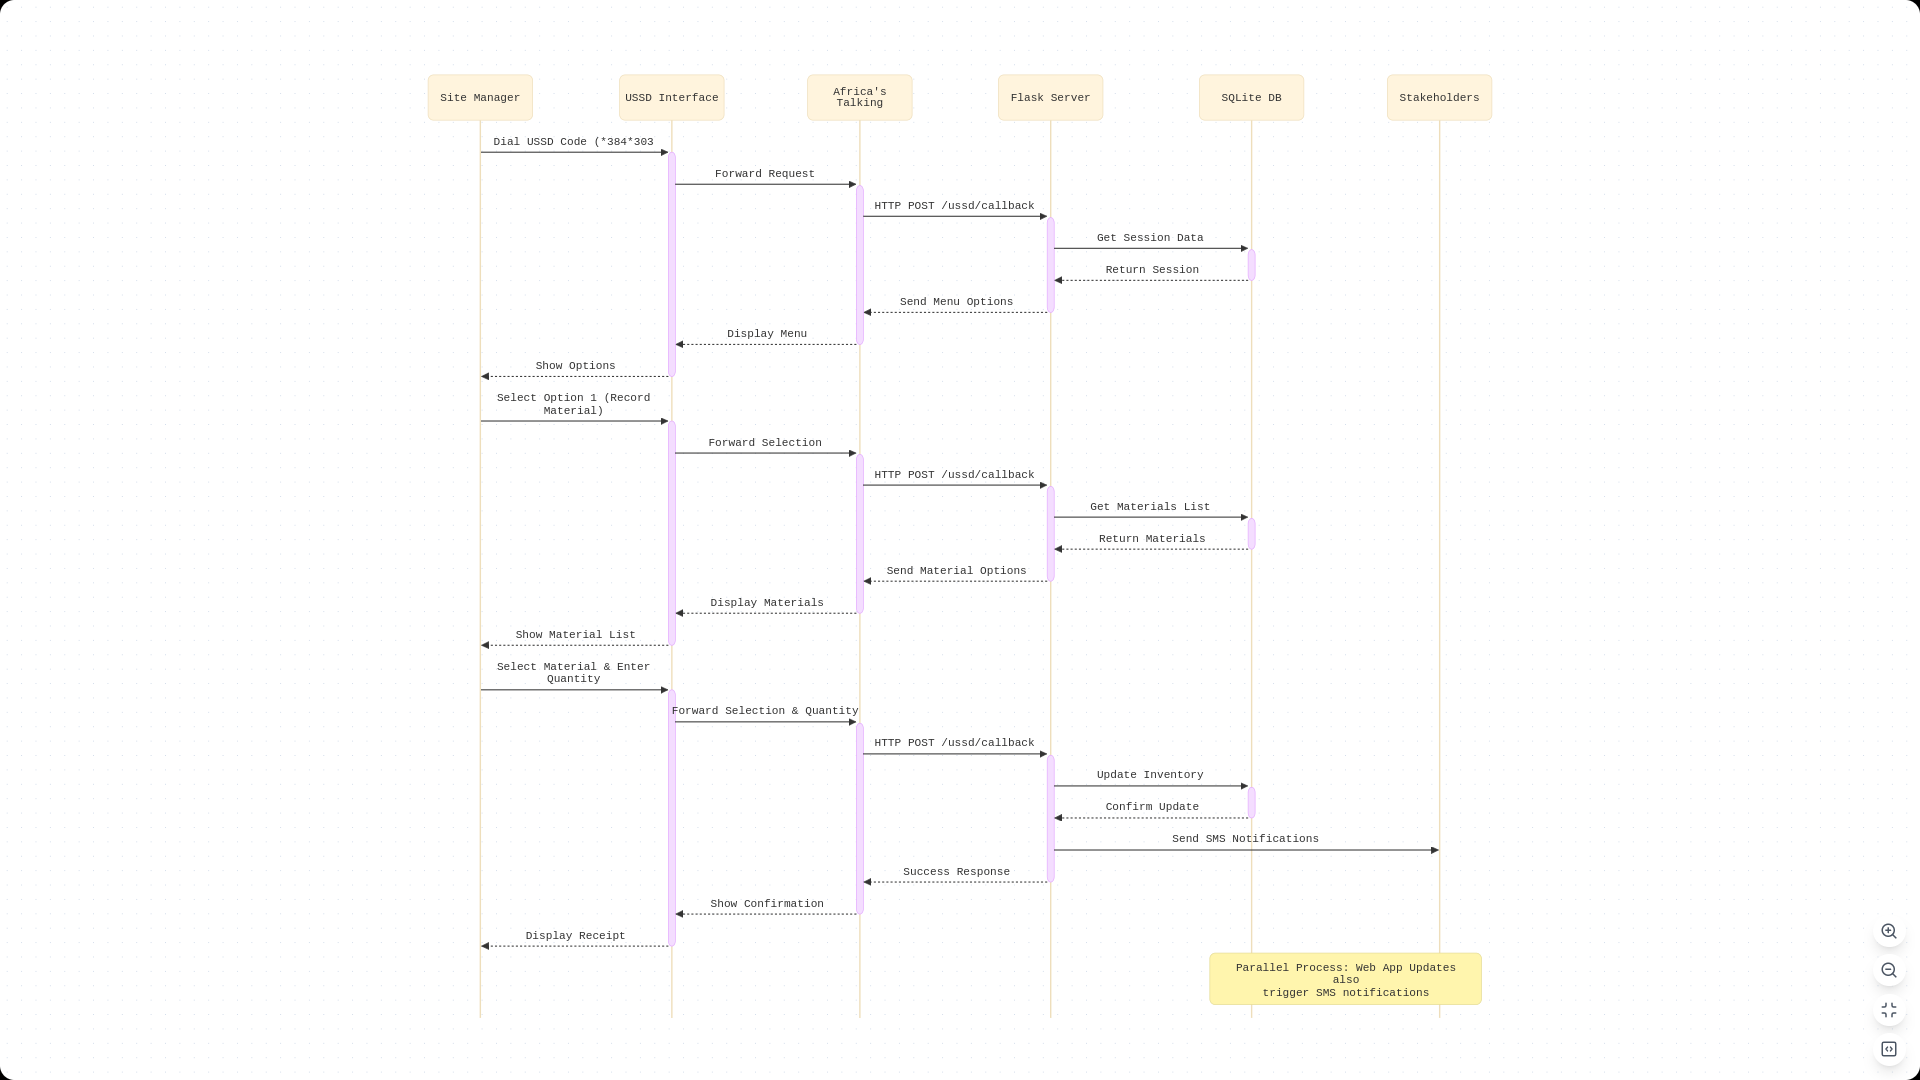 Site Manager
USSD Interface
Africa's
Talking
Flask Server
SQLite DB
Stakeholders
Dial USSD Code (*384*303
Forward Request
HTTP POST /ussd/callback
Get Session Data
Return Session
Send Menu Options
Display Menu
Show Options
Select Option 1 (Record
Material)
Forward Selection
HTTP POST /ussd/callback
Get Materials List
Return Materials
Send Material Options
Display Materials
Show Material List
Select Material & Enter
Quantity
Forward Selection & Quantity
HTTP POST /ussd/callback
Update Inventory
Confirm Update
Send SMS Notifications
Success Response
Show Confirmation
Display Receipt
Parallel Process: Web App Updates
also
trigger SMS notifications